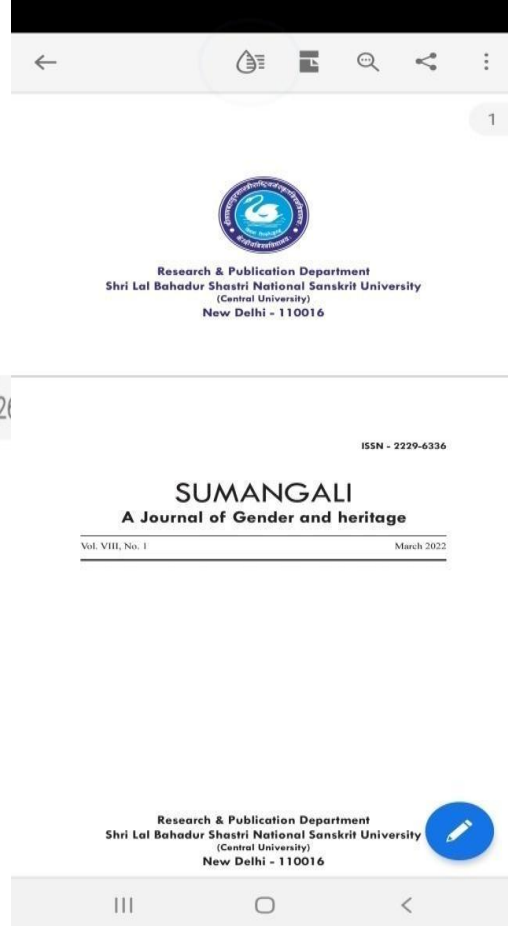 1
Research & Publication Department
Shri Lal Bahadur Shastri National Sanskrit University
(Central University)
New Delhi - 110016
ISSN - 2229-6336
SUMANGALI
A Journal of Gender and heritage
Vol. VIII, No. 1 March 2022
Research & Publication Department
Shri Lal Bahadur Shastri National Sanskrit University
(Central University)
New Delhi - 110016